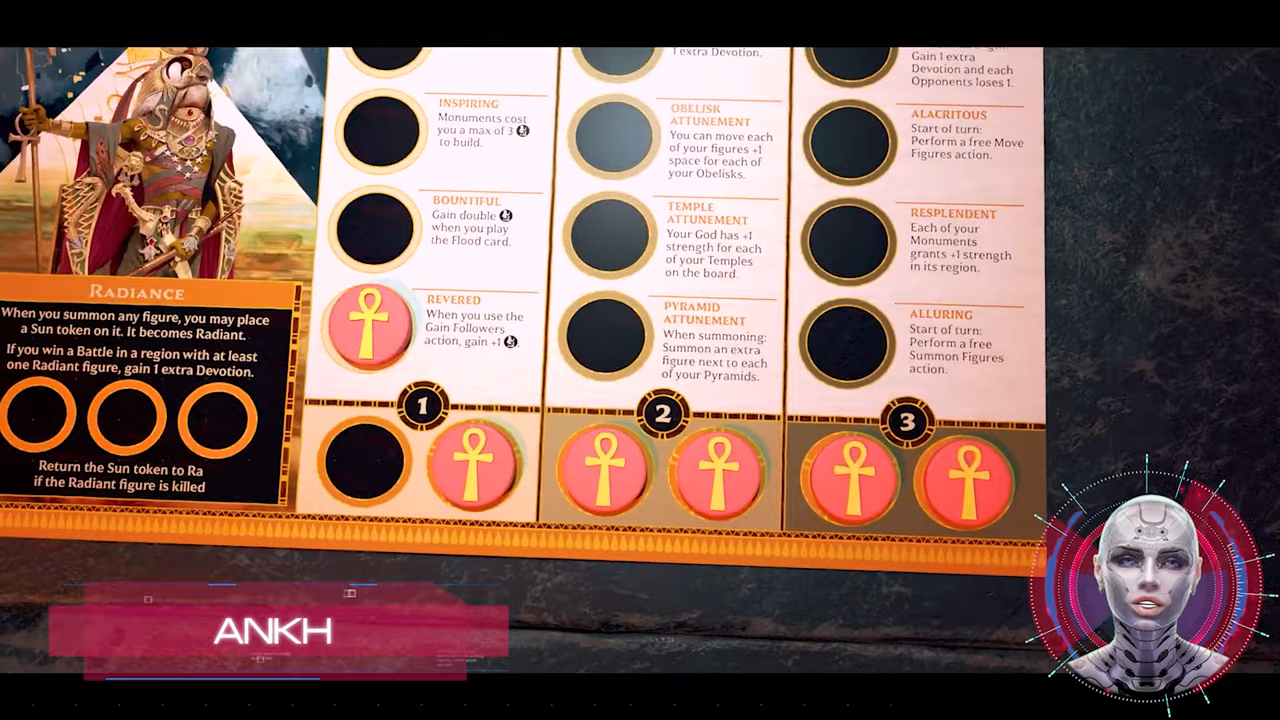 1 extra Devotion.
Gain 1 extra
Devotion and each
Opponents loses 1.
INSPIRING
Monuments cost
you a max of 3
to build.
OBELISK
ATTUNEMENT
You can move each
of your figures +1
space for each of
your Obelisks.
ALACRITOUS
Start of turn:
Perform a free Move
Figures action.
BOUNTIFUL
Gain double
when you play
the Flood card.
TEMPLE
ATTUNEMENT
Your God has +1
strength for each
of your Temples
on the board.
RESPLENDENT
Each of your
Monuments
grants +1 strength
in its region.
REVERED
When you use the
Gain Followers
action, gain +1
PYRAMID
ATTUNEMENT
When summoning:
Summon an extra
figure next to each
of your Pyramids.
ALLURING
Start of turn:
Perform a free
Summon Figures
action.
RADIANCE
When you summon any figure, you may place
a Sun token on it. It becomes Radiant.
If you win a Battle in a region with at least
one Radiant figure, gain 1 extra Devotion.
Return the Sun token to Ra
if the Radiant figure is killed
1
2
3
ANKH